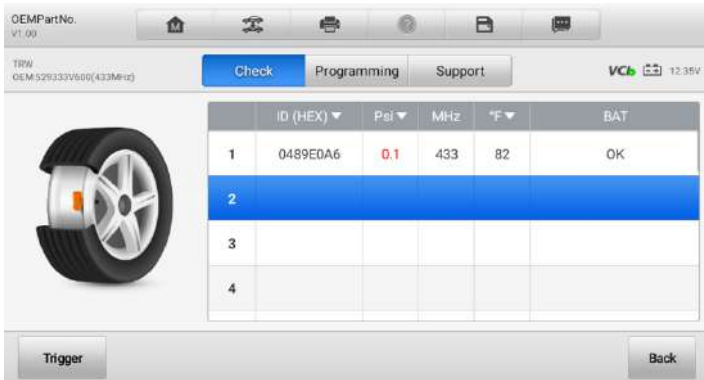 OEMPartNo.
V1.00
TRW
OEM:529333V600(433MHz)
Check Programming Support
VCb 12.35V
ID (HEX) ▼ Psi ▼ MHz °F ▼ BAT
1 0489E0A6 0.1 433 82 OK
2
3
4
Trigger Back